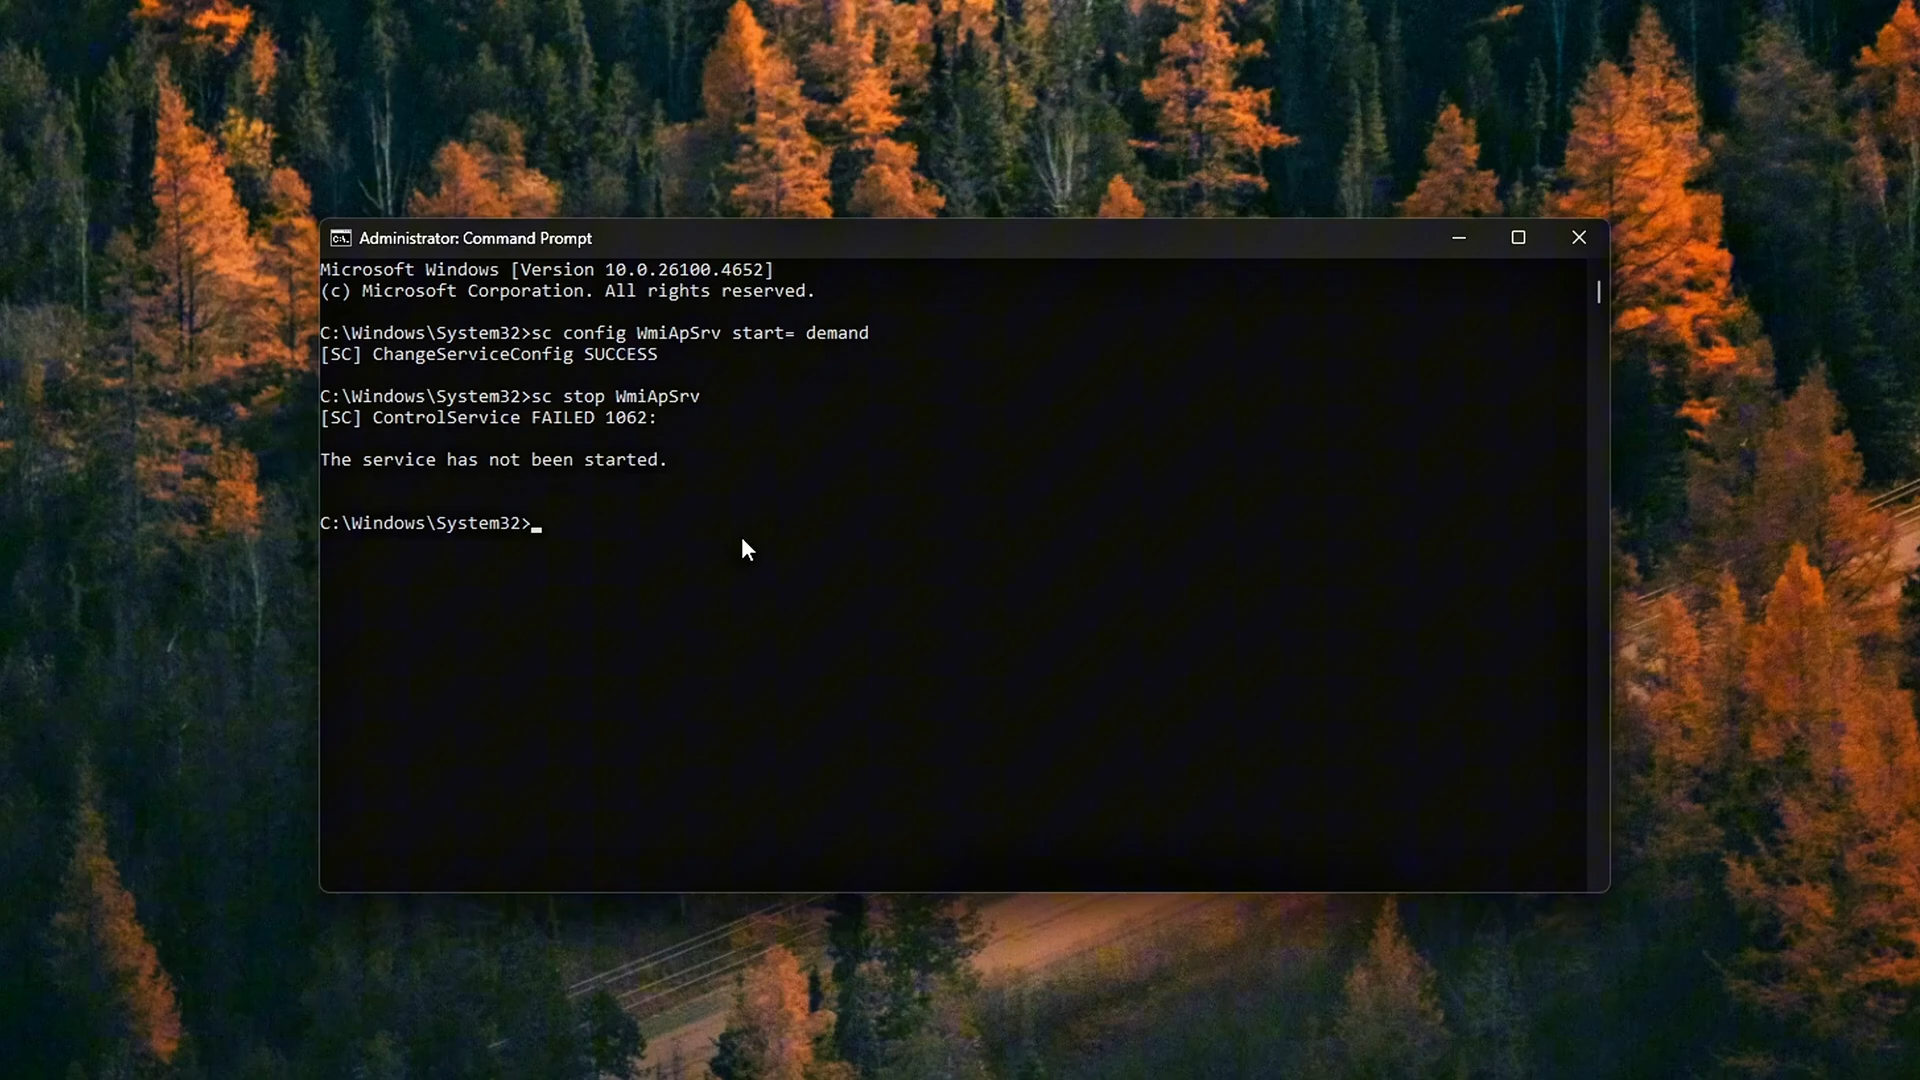 Administrator: Command Prompt
Microsoft Windows [Version 10.0.26100.4652]
(c) Microsoft Corporation. All rights reserved.
C:\Windows\System32>sc config WmiApSrv start= demand
[SC] ChangeServiceConfig SUCCESS
C:\Windows\System32>sc stop WmiApSrv
[SC] ControlService FAILED 1062:
The service has not been started.
C:\Windows\System32>